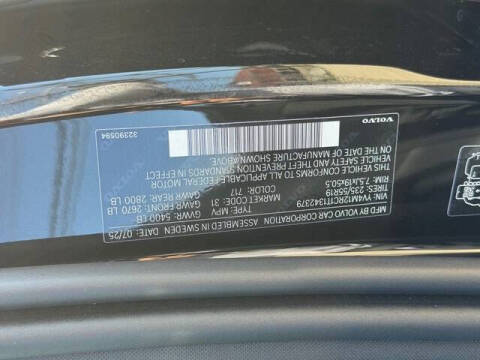 MFD BY VOLVO CAR CORPORATION ASSEMBLED IN SWEDEN 07/25
YV4M12RC1T1342379 TYPE: MPV GVWR: 5400 LB
TIRES: 235/55R19 MARKET CODE: 31 GAWR FRONT: 2670 LB
RIM: 7.5Jx19x50.5 COLOR: 717 GAWR REAR: 2800 LB
VEHICLE CONFORMS TO ALL APPLICABLE FEDERAL MOTOR
VEHICLE SAFETY AND THEFT PREVENTION STANDARDS IN EFFECT
ON THE DATE OF MANUFACTURE SHOWN ABOVE:
VOLVO 32390594